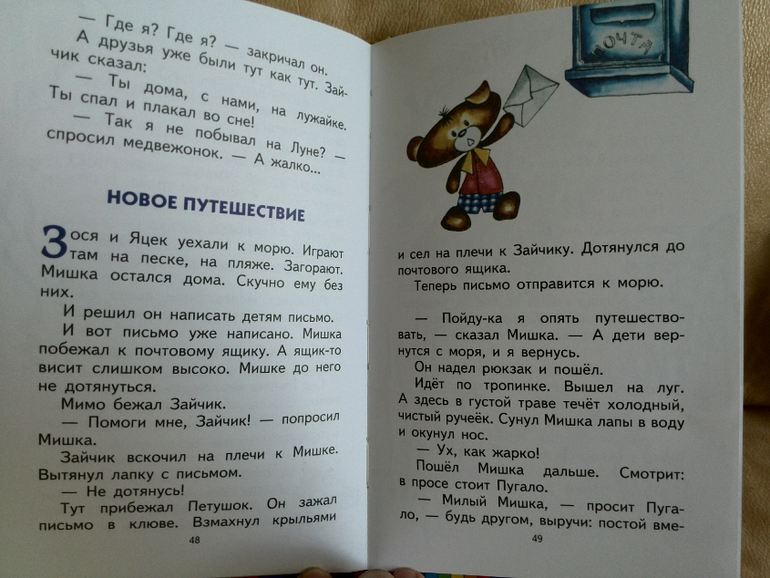 — Где я? Где я? — закричал он.
А друзья уже были тут как тут. Зай-
чик сказал:
— Ты дома, с нами, на лужайке.
Ты спал и плакал во сне!
— Так я не побывал на Луне? —
спросил медвежонок. — А жалко...
НОВОЕ ПУТЕШЕСТВИЕ
Зося и Яцек уехали к морю. Играют
там на песке, на пляже. Загорают.
Мишка остался дома. Скучно ему без
них.
И решил он написать детям письмо.
И вот письмо уже написано. Мишка
побежал к почтовому ящику. А ящик-то
висит слишком высоко. Мишке до него
не дотянуться.
Мимо бежал Зайчик.
— Помоги мне, Зайчик! — попросил
Мишка.
Зайчик вскочил на плечи к Мишке.
Вытянул лапку с письмом.
— Не дотянусь!
Тут прибежал Петушок. Он зажал
письмо в клюве. Взмахнул крыльями
48
ПОЧТА
и сел на плечи к Зайчику. Дотянулся до
почтового ящика.
Теперь письмо отправится к морю.
— Пойду-ка я опять путешество-
вать, — сказал Мишка. — А дети вер-
нутся с моря, и я вернусь.
Он надел рюкзак и пошёл.
Идёт по тропинке. Вышел на луг.
А здесь в густой траве течёт холодный,
чистый ручеёк. Сунул Мишка лапы в воду
и окунул нос.
— Ух, как жарко!
Пошёл Мишка дальше. Смотрит:
в просе стоит Пугало.
— Милый Мишка, — просит Пуга-
ло, — будь другом, выручи: постой вме-
49